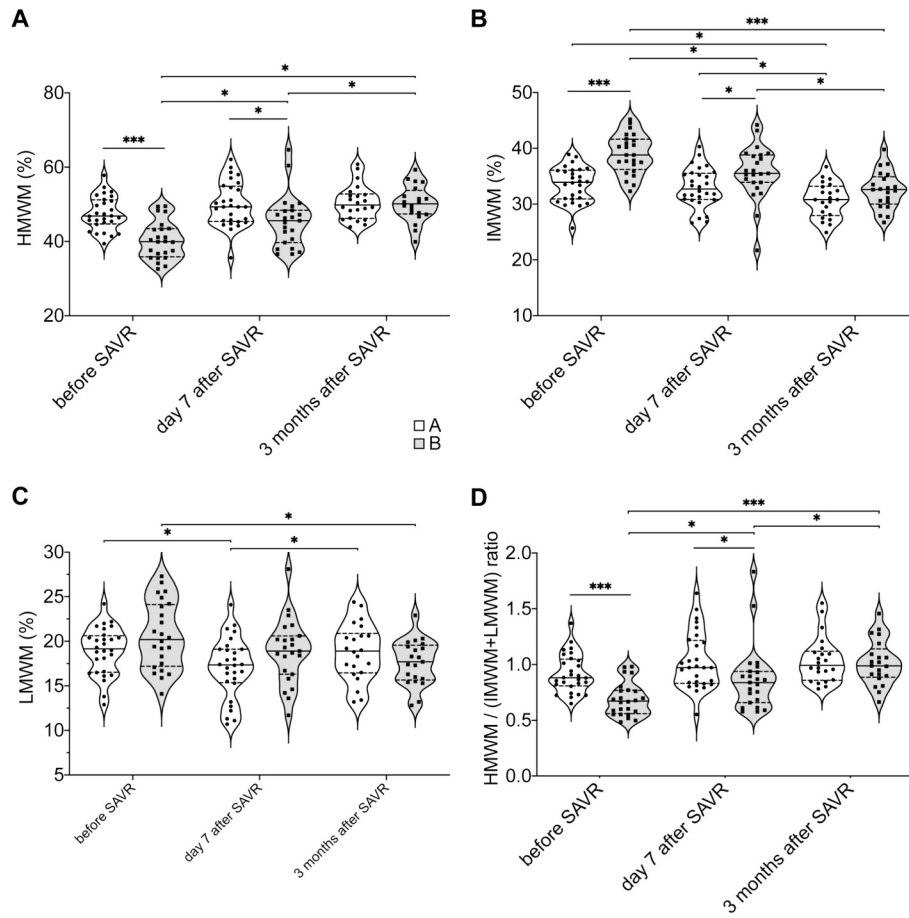 A
HMWM (%)
80
60
40
20
***
*
*
*
*
before SAVR
day 7 after SAVR
3 months after SAVR
A
B
B
IMWM (%)
50
40
30
20
10
***
*
*
*
*
*
***
before SAVR
day 7 after SAVR
3 months after SAVR
C
LMWM (%)
30
25
20
15
10
5
*
*
*
before SAVR
day 7 after SAVR
3 months after SAVR
D
HMWM / (IMWM+LMWM) ratio
2.0
1.5
1.0
0.5
0.0
***
*
*
*
***
before SAVR
day 7 after SAVR
3 months after SAVR